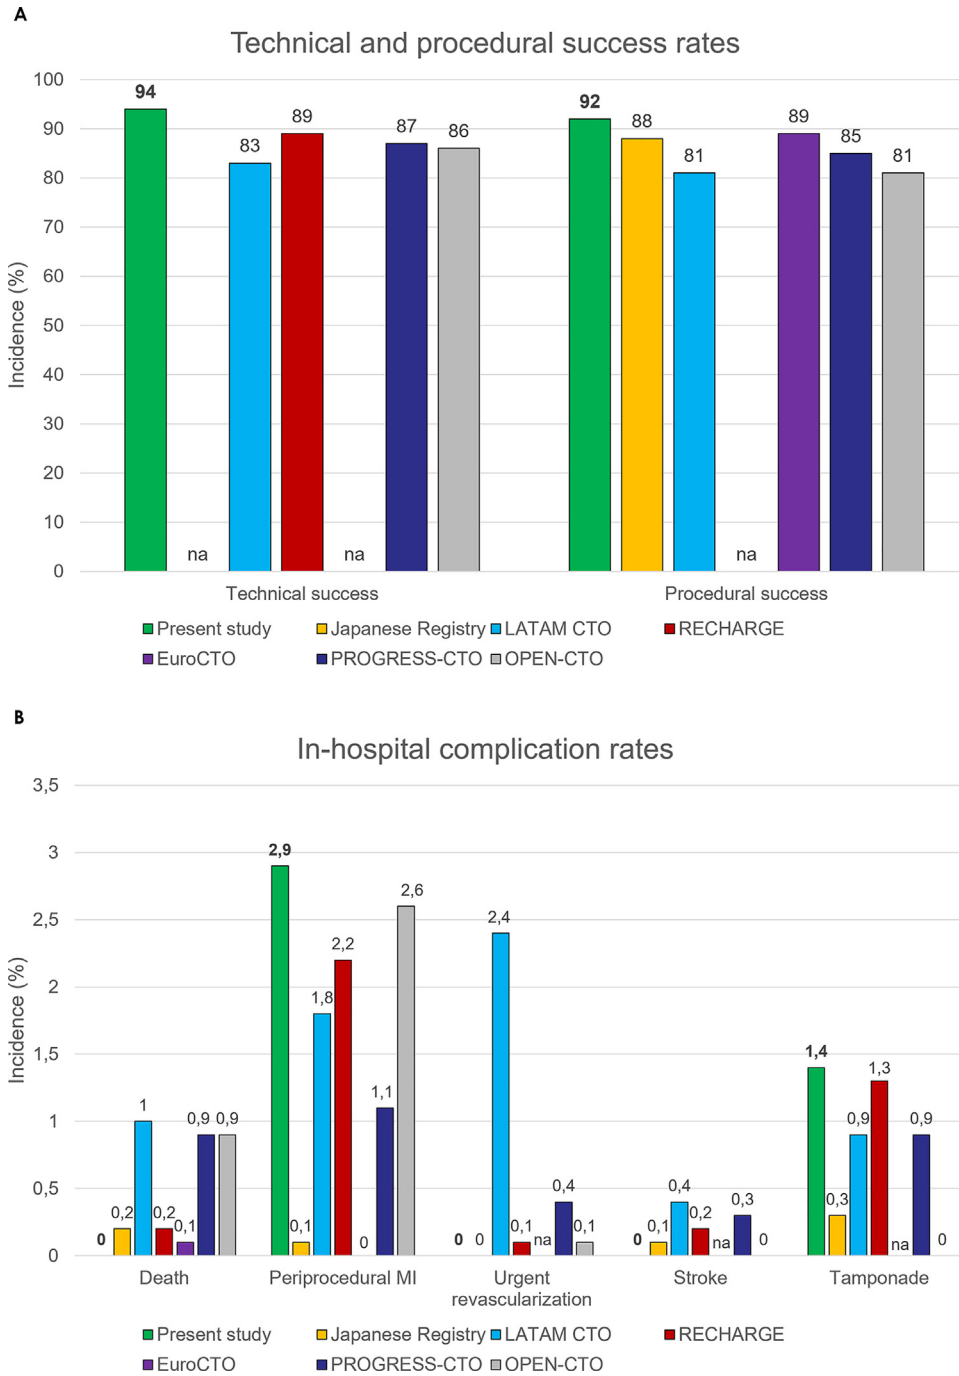 A
Technical and procedural success rates
Incidence (%)
100
90
80
70
60
50
40
30
20
10
0
94 na 83 89 na 87 86
92 88 81 na 89 85 81
Technical success Procedural success
Present study Japanese Registry LATAM CTO RECHARGE
EuroCTO PROGRESS-CTO OPEN-CTO
B
In-hospital complication rates
Incidence (%)
3,5
3
2,5
2
1,5
1
0,5
0
0 0,2 1 0,2 0,1 0,9 0,9
2,9 0,1 1,8 2,2 0 1,1 2,6
0 0 2,4 0,1 na 0,4 0,1
0 0,1 0,4 0,2 na 0,3 0
1,4 0,3 0,9 1,3 na 0,9 0
Death Periprocedural MI Urgent Stroke Tamponade
revascularization
Present study Japanese Registry LATAM CTO RECHARGE
EuroCTO PROGRESS-CTO OPEN-CTO